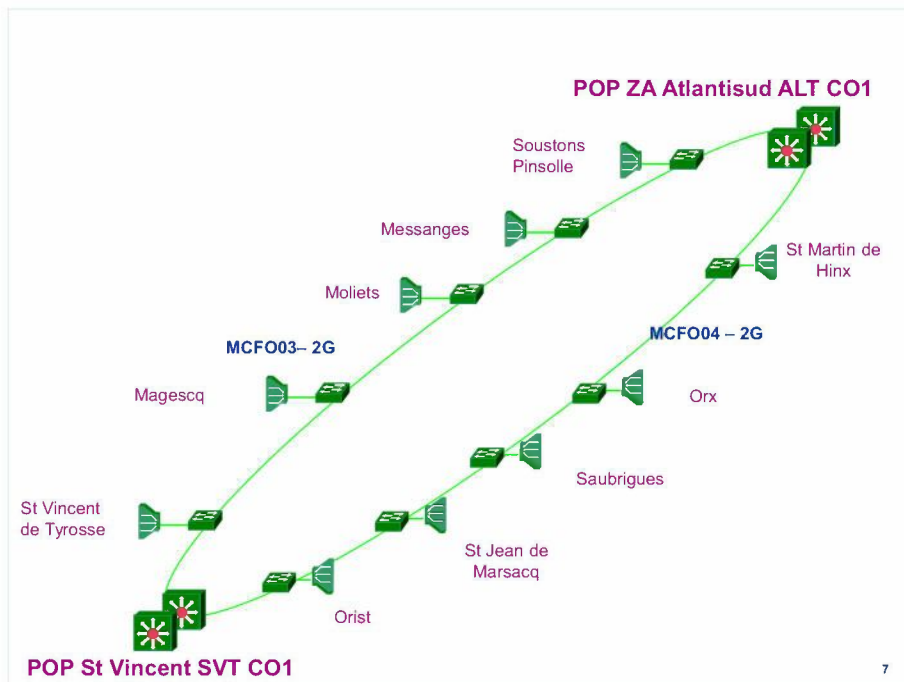 POP ZA Atlantisud ALT CO1
Soustons
Pinsolle
Messanges
St Martin de
Hinx
Moliets
MCFO03– 2G
MCFO04 – 2G
Magescq
Orx
Saubrigues
St Vincent
de Tyrosse
St Jean de
Marsacq
Orist
POP St Vincent SVT CO1
7